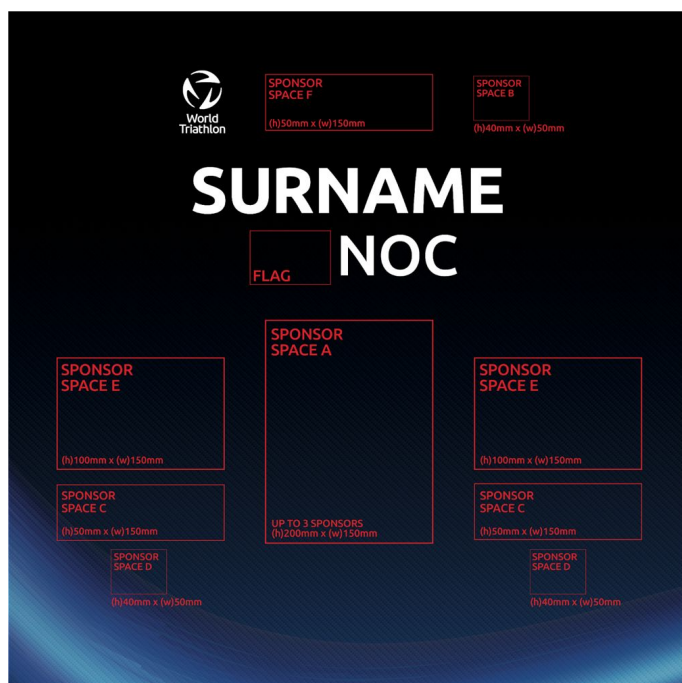 World
Triathlon
SPONSOR
SPACE F
(h)50mm x (w)150mm
SPONSOR
SPACE B
(h)40mm x (w)50mm
SURNAME
FLAG
NOC
SPONSOR
SPACE A
UP TO 3 SPONSORS
(h)200mm x (w)150mm
SPONSOR
SPACE E
(h)100mm x (w)150mm
SPONSOR
SPACE E
(h)100mm x (w)150mm
SPONSOR
SPACE C
(h)50mm x (w)150mm
SPONSOR
SPACE C
(h)50mm x (w)150mm
SPONSOR
SPACE D
(h)40mm x (w)50mm
SPONSOR
SPACE D
(h)40mm x (w)50mm